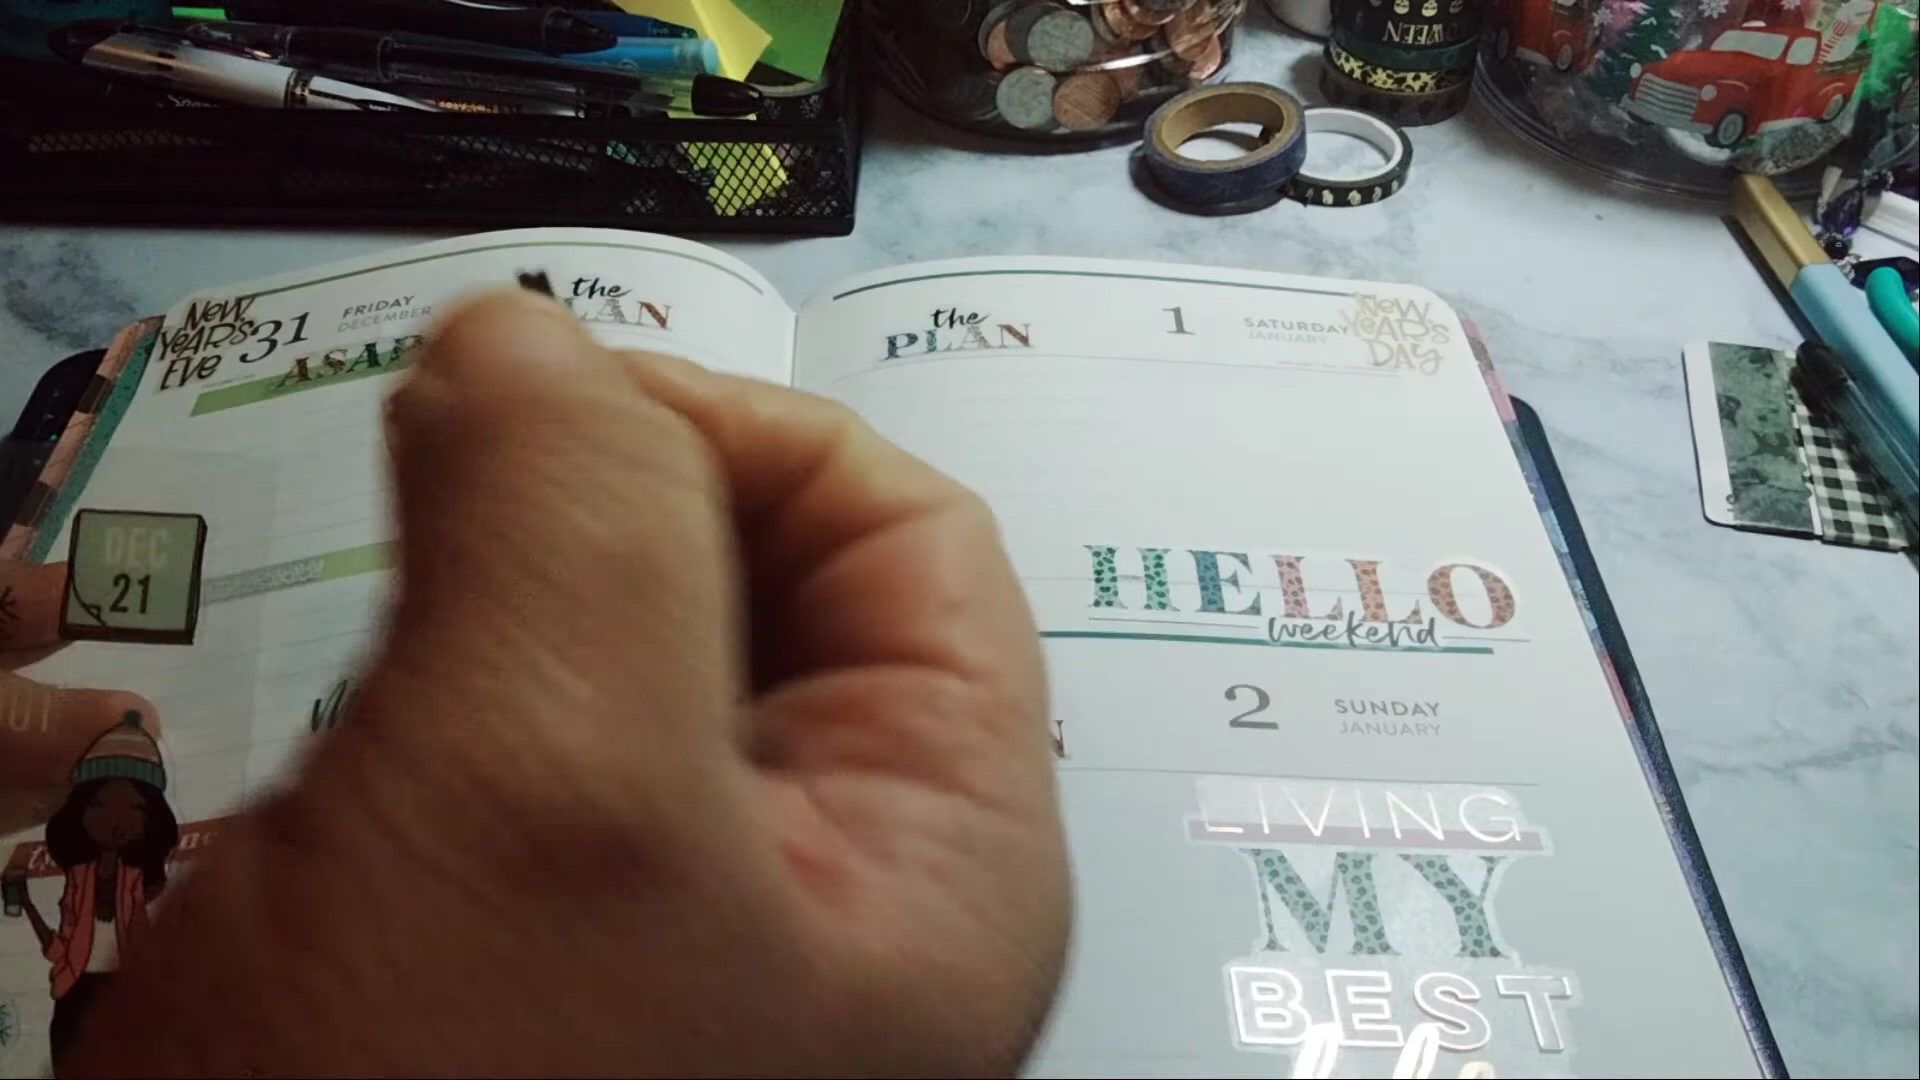 WEEN
NEW
YEAR'S
EVE
31
FRIDAY
DECEMBER
the
ASAP
DEC
21
the
PLAN
1
SATURDAY
JANUARY
NEW
YEAR'S
DAY
HELLO
weekend
2
SUNDAY
JANUARY
LIVING
MY
BEST